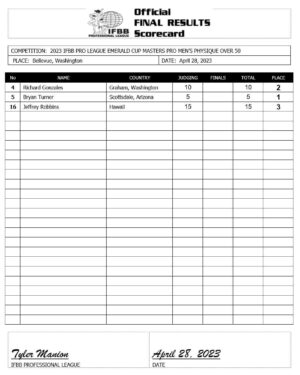 Official
FINAL RESULTS
Scorecard
IFBB
PROFESSIONAL LEAGUE
COMPETITION: 2023 IFBB PRO LEAGUE EMERALD CUP MASTERS PRO MEN'S PHYSIQUE OVER 50
PLACE: Bellevue, Washington DATE: April 28, 2023
No NAME COUNTRY JUDGING FINALS TOTAL PLACE
4 Richard Gonzales Graham, Washington 10 10 2
5 Bryan Turner Scottsdale, Arizona 5 5 1
16 Jeffrey Robbins Hawaii 15 15 3
Tyler Manion April 28, 2023
IFBB PROFESSIONAL LEAGUE DATE